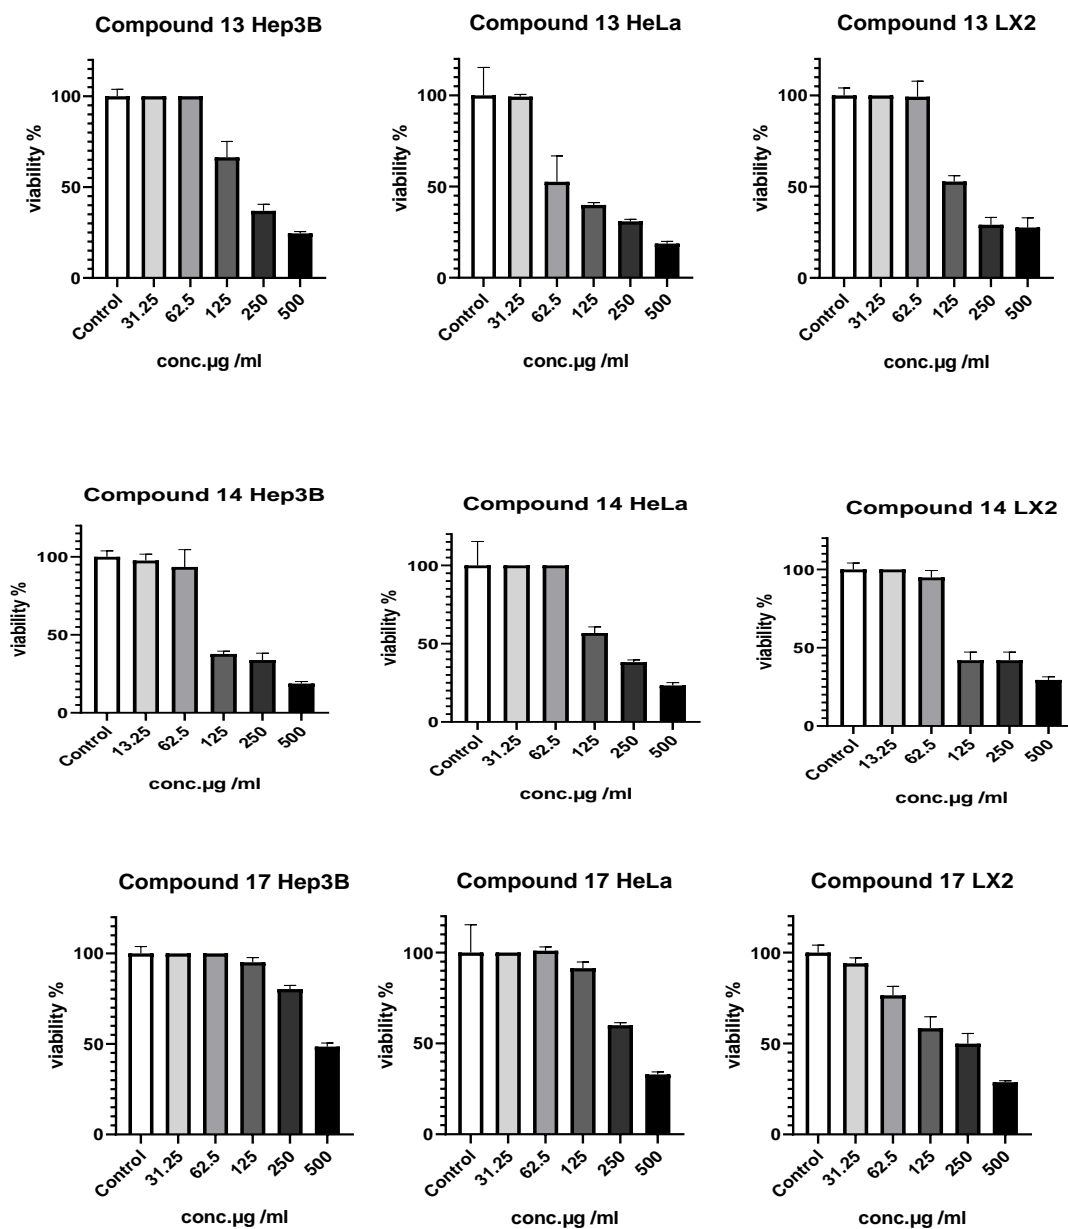 Compound 13 Hep3B
viability %
100
50
0
Control
31.25
62.5
125
250
500
conc.µg /ml
Compound 13 HeLa
viability %
100
50
0
Control
31.25
62.5
125
250
500
conc.µg /ml
Compound 13 LX2
viability %
100
50
0
Control
31.25
62.5
125
250
500
conc.µg /ml
Compound 14 Hep3B
viability %
100
50
0
Control
13.25
62.5
125
250
500
conc.µg /ml
Compound 14 HeLa
viability %
100
50
0
Control
31.25
62.5
125
250
500
conc.µg /ml
Compound 14 LX2
viability %
100
50
0
Control
13.25
62.5
125
250
500
conc.µg /ml
Compound 17 Hep3B
viability %
100
50
0
Control
31.25
62.5
125
250
500
conc.µg /ml
Compound 17 HeLa
viability %
100
50
0
Control
31.25
62.5
125
250
500
conc.µg /ml
Compound 17 LX2
viability %
100
50
0
Control
31.25
62.5
125
250
500
conc.µg /ml